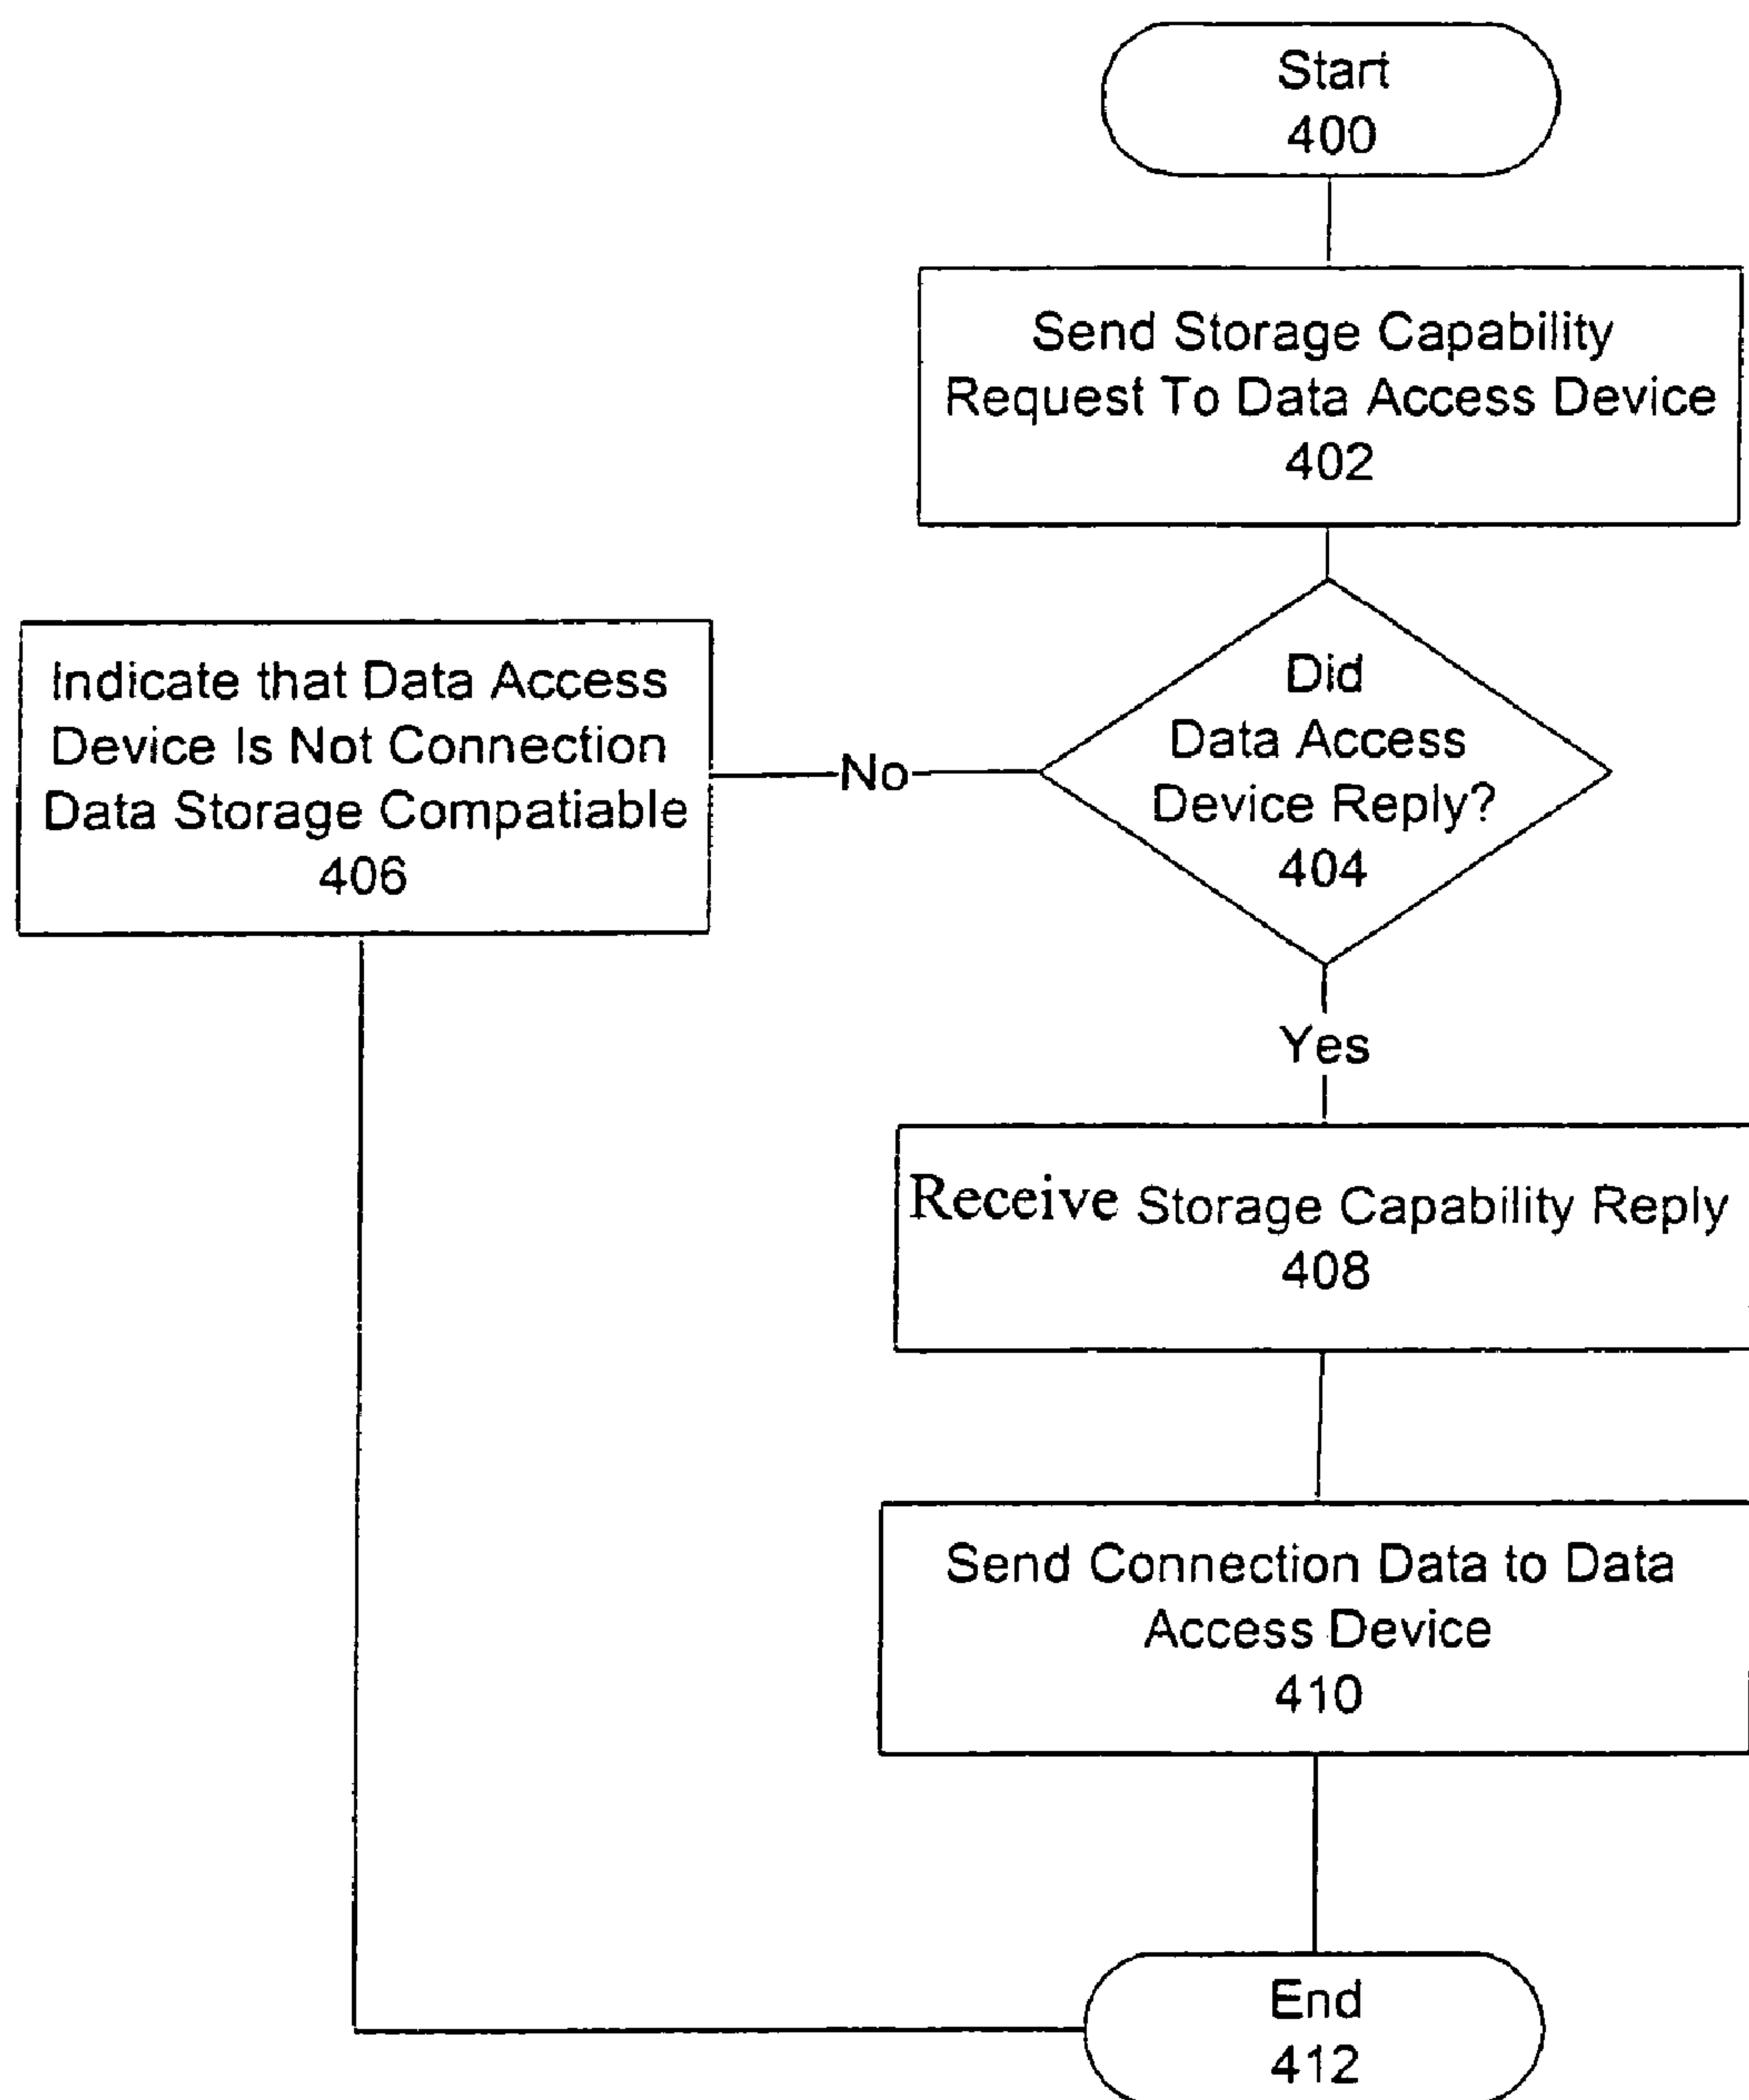 Start
400
Send Storage Capability
Request To Data Access Device
402
Did
Data Access
Device Reply?
404
No
Indicate that Data Access
Device Is Not Connection
Data Storage Compatiable
406
Yes
Receive Storage Capability Reply
408
Send Connection Data to Data
Access Device
410
End
412